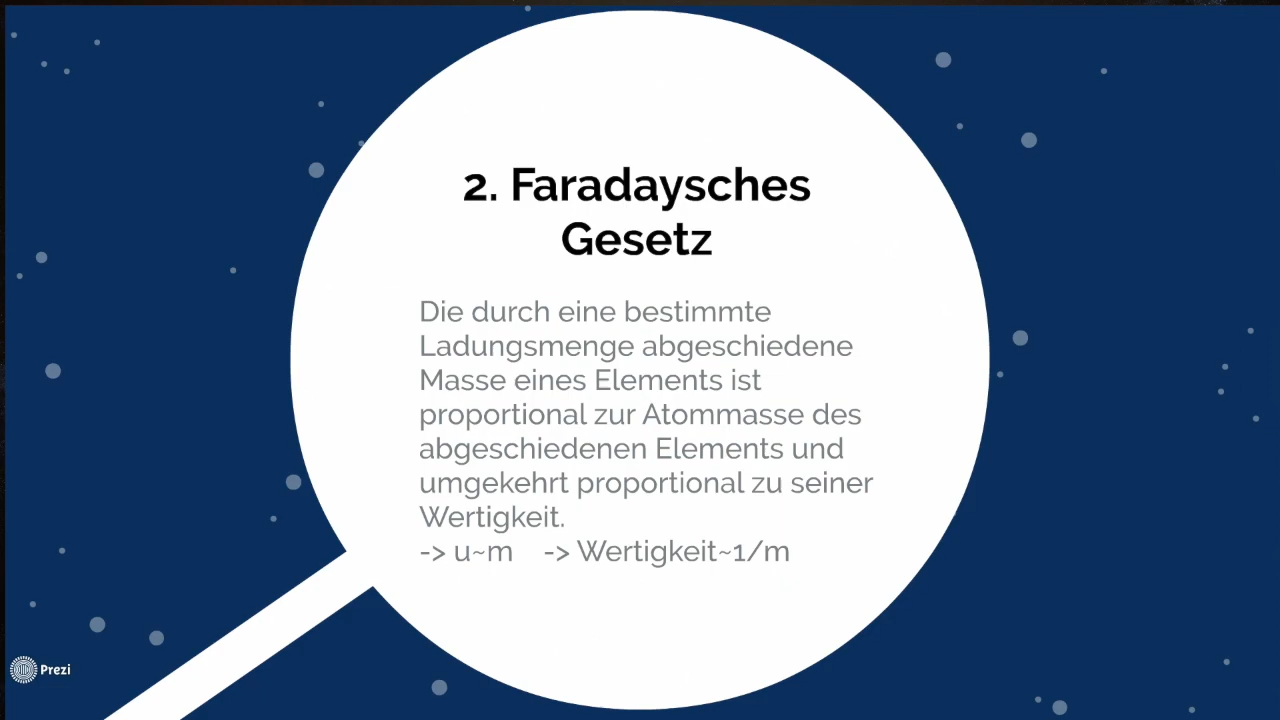 2. Faradaysches
Gesetz
Die durch eine bestimmte
Ladungsmenge abgeschiedene
Masse eines Elements ist
proportional zur Atommasse des
abgeschiedenen Elements und
umgekehrt proportional zu seiner
Wertigkeit.
-> u~m -> Wertigkeit~1/m
Prezi